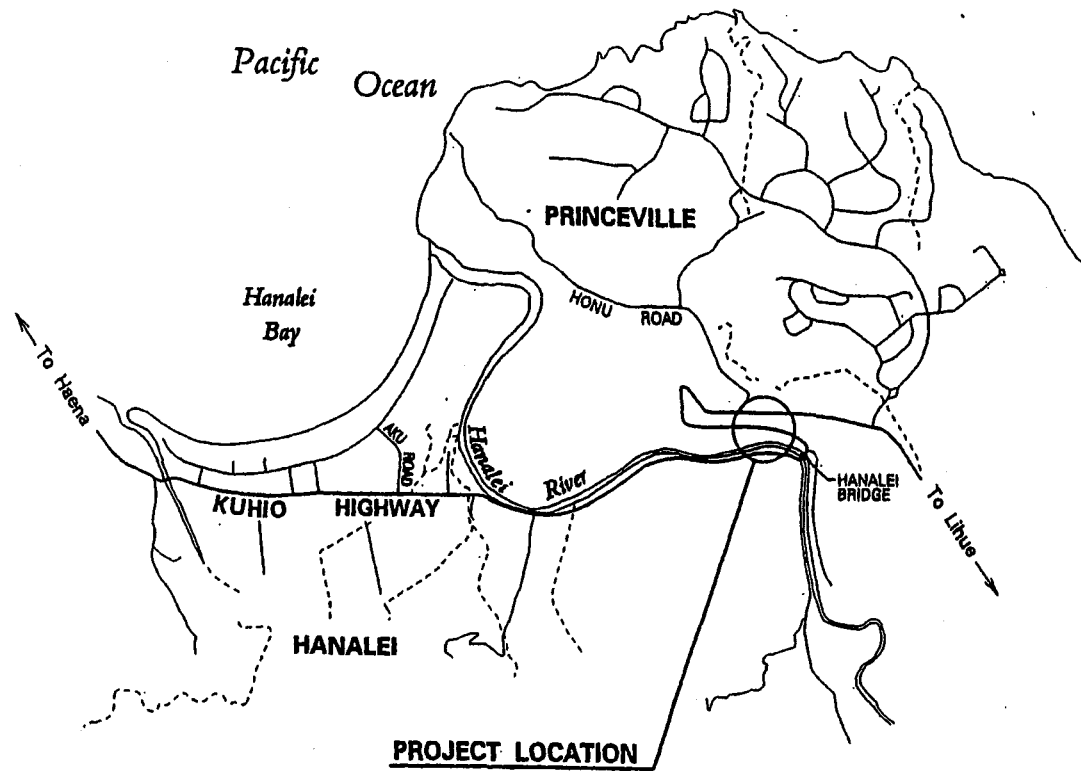 Pacific
Ocean
PRINCEVILLE
Hanalei
Bay
HONU ROAD
To Haena
AKU
ROAD
Hanalei
River
KUHIO HIGHWAY
HANALEI
BRIDGE
To Lihue
HANALEI
PROJECT LOCATION